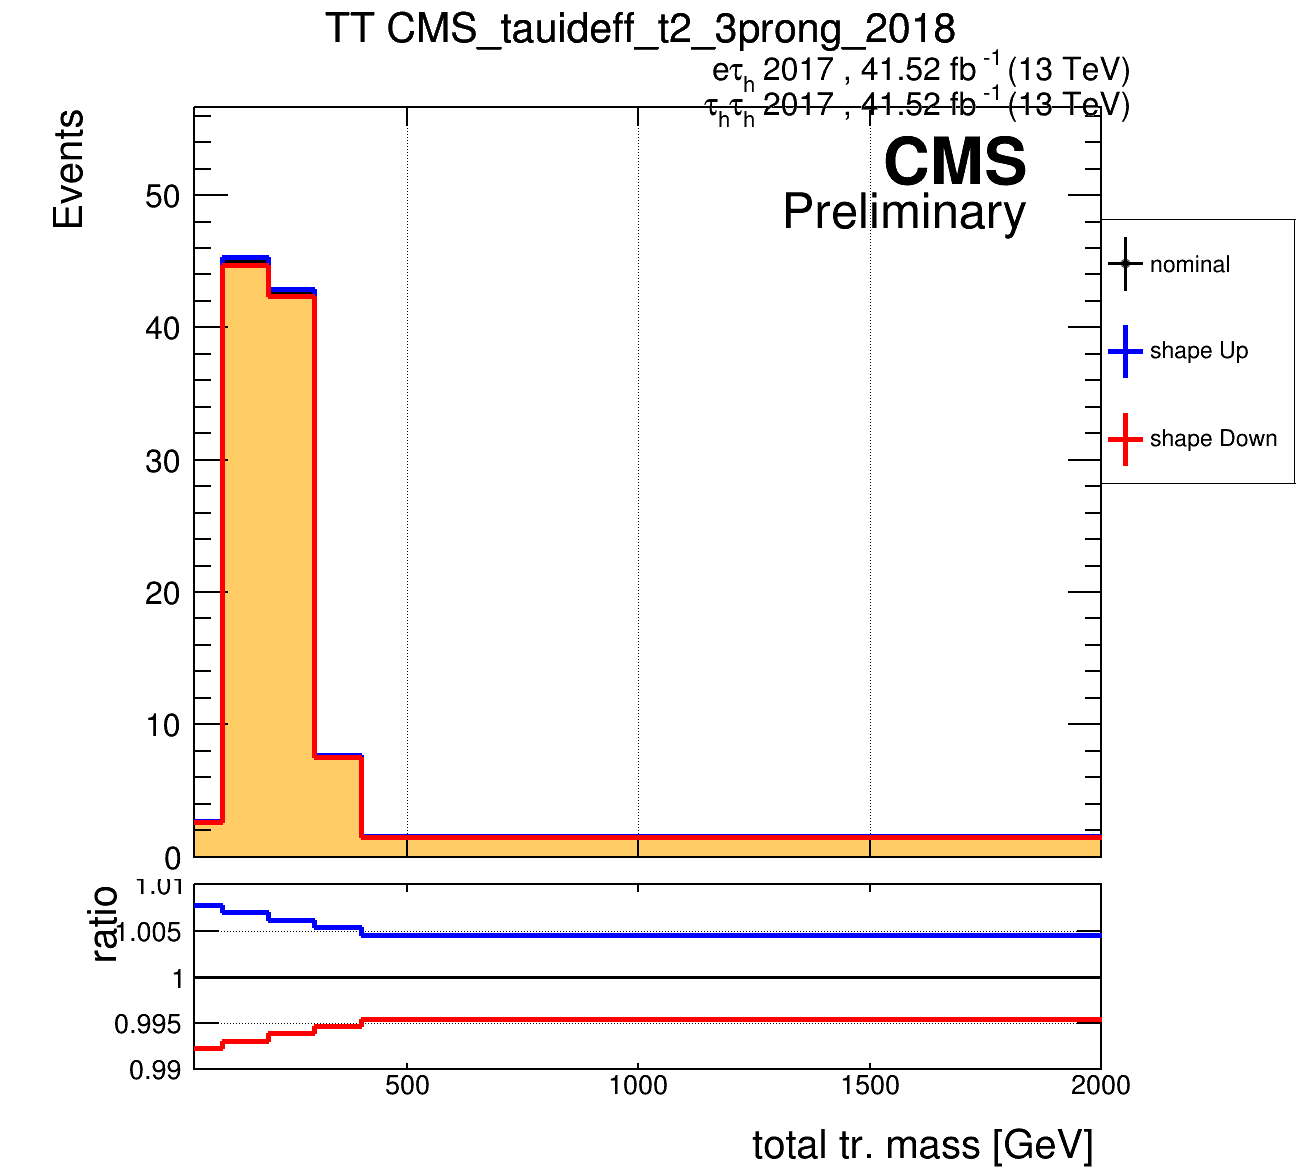 TT CMS_tauideff_t2_3prong_2018
eτh 2017 , 41.52 fb -1 (13 TeV)
τhτh 2017 , 41.52 fb -1 (13 TeV)
CMS
Preliminary
Events
50
40
30
20
10
0
nominal
shape Up
shape Down
ratio
1.01
1.005
1
0.995
0.99
500
1000
1500
2000
total tr. mass [GeV]